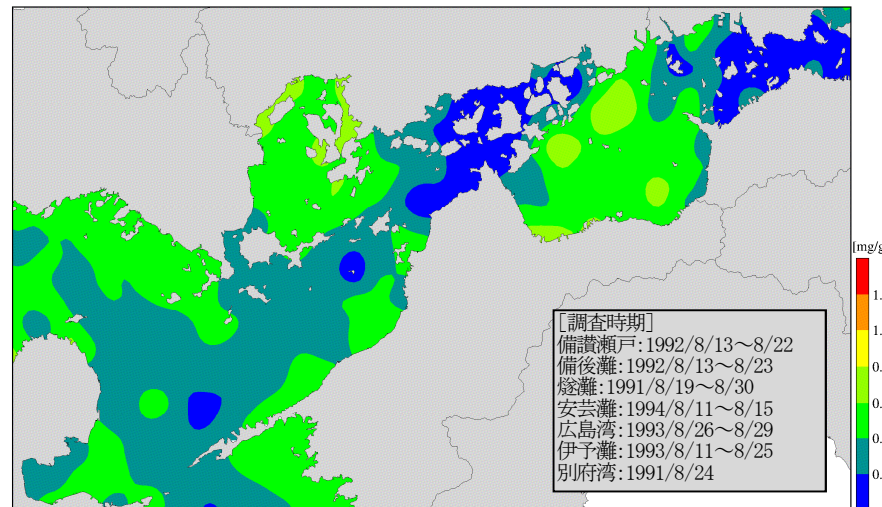 [mg/g
[調査時期]
備讃瀬戸:1992/8/13～8/22
備後灘:1992/8/13～8/23
燧灘:1991/8/19～8/30
安芸灘:1994/8/11～8/15
広島湾:1993/8/26～8/29
伊予灘:1993/8/11～8/25
別府湾:1991/8/24
1.
1.
0.
0.
0.
0.